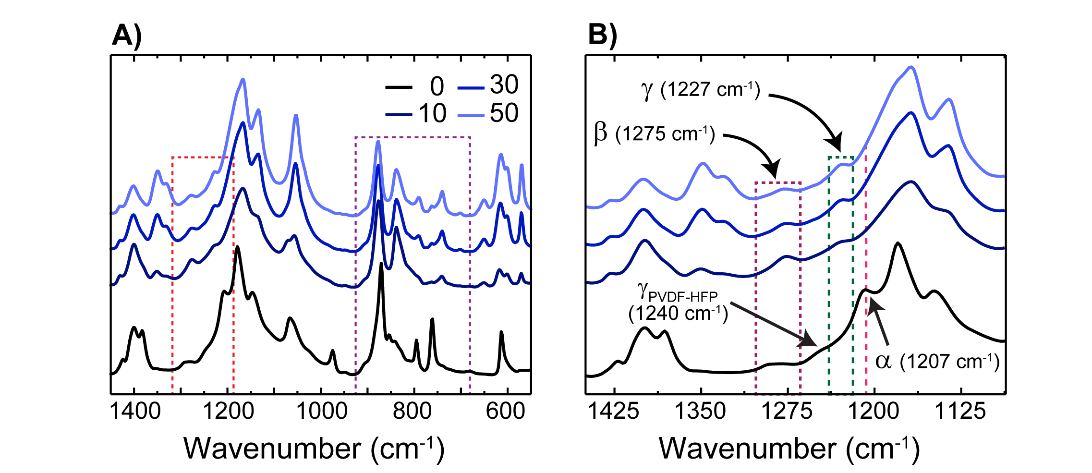 A)
0 30
10 50
1400 1200 1000 800 600
Wavenumber (cm⁻¹)
B)
γ (1227 cm⁻¹)
β (1275 cm⁻¹)
γPVDF-HFP
(1240 cm⁻¹)
α (1207 cm⁻¹)
1425 1350 1275 1200 1125
Wavenumber (cm⁻¹)